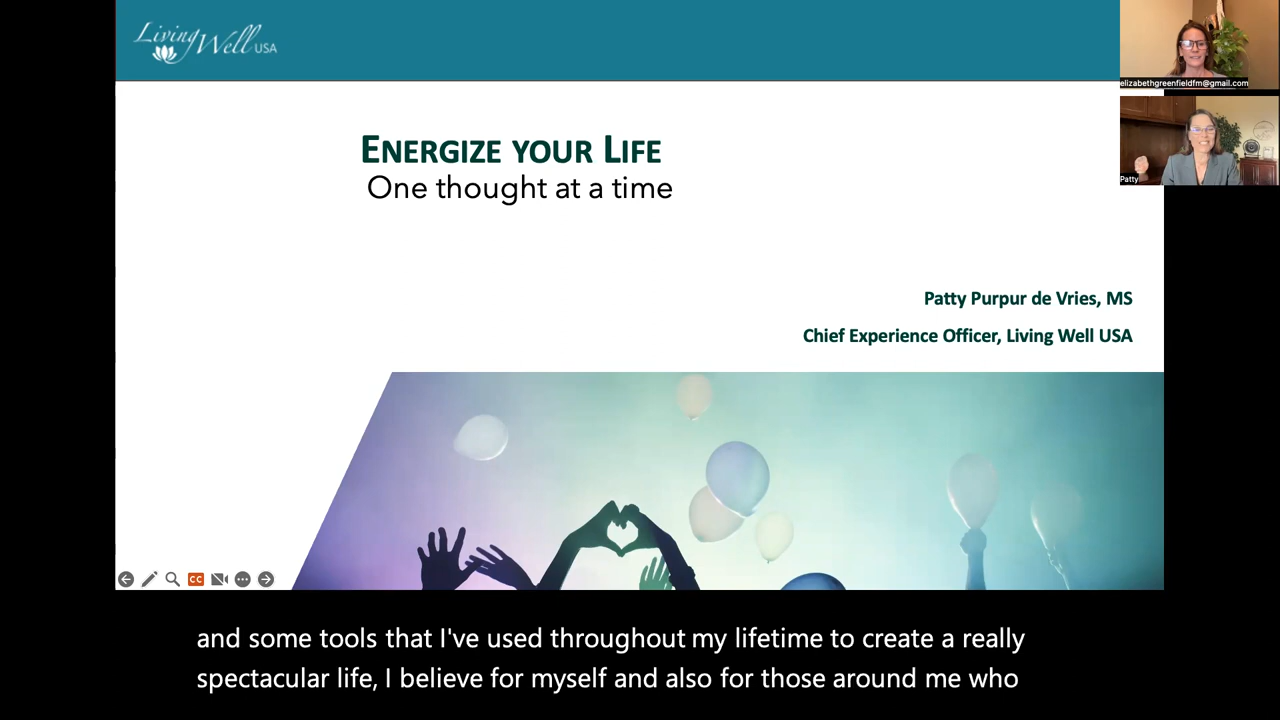 Living Well USA
elizabethgreenfieldfm@gmail.com
ENERGIZE YOUR LIFE
One thought at a time
Patty
Patty Purpur de Vries, MS
Chief Experience Officer, Living Well USA
CC
and some tools that I've used throughout my lifetime to create a really
spectacular life, I believe for myself and also for those around me who